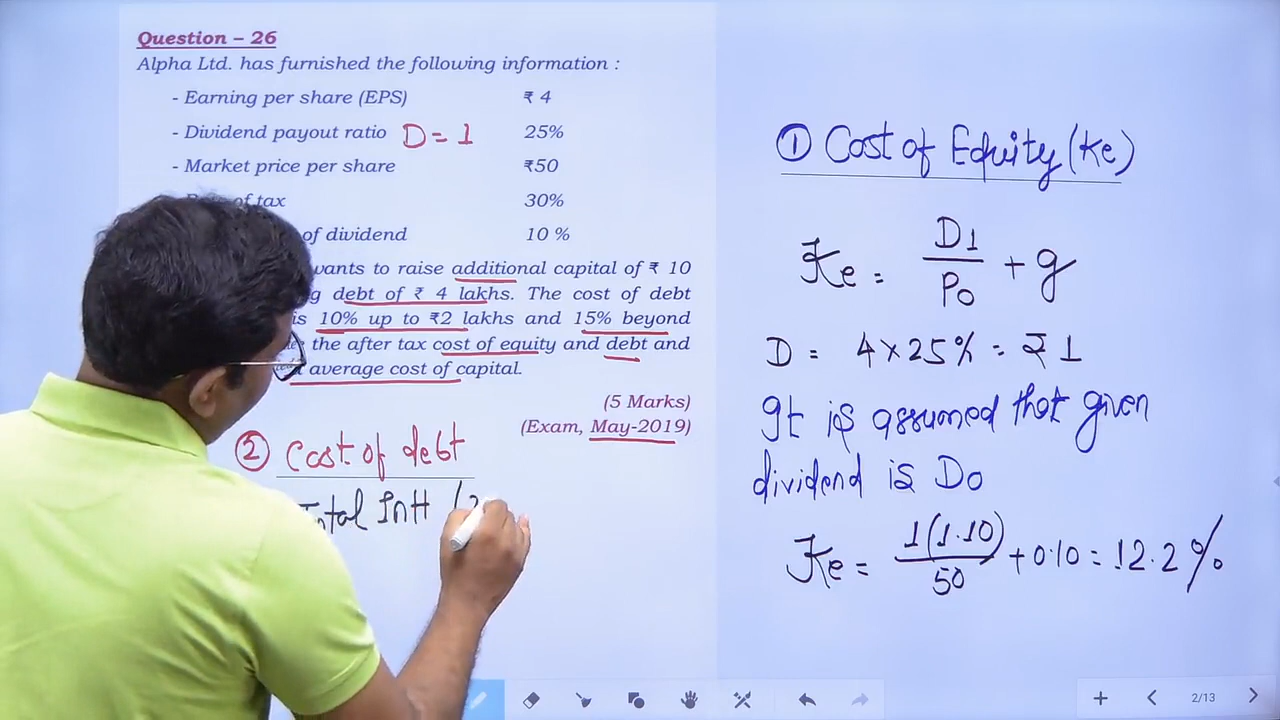 Question – 26
Alpha Ltd. has furnished the following information :
- Earning per share (EPS) ₹ 4
- Dividend payout ratio D = 1 25%
- Market price per share ₹50
of tax 30%
of dividend 10 %
wants to raise additional capital of ₹ 10
debt of ₹ 4 lakhs. The cost of debt
is 10% up to ₹2 lakhs and 15% beyond
the after tax cost of equity and debt and
average cost of capital.
(5 Marks)
(Exam, May-2019)
② Cost of debt
Total Intt (2
① Cost of Equity (Ke)
Ke = D1/P0 + g
D = 4 × 25% = ₹ 1
It is assumed that given
dividend is D0
Ke = 1(1.10)/50 + 0.10 = 12.2%
2/13